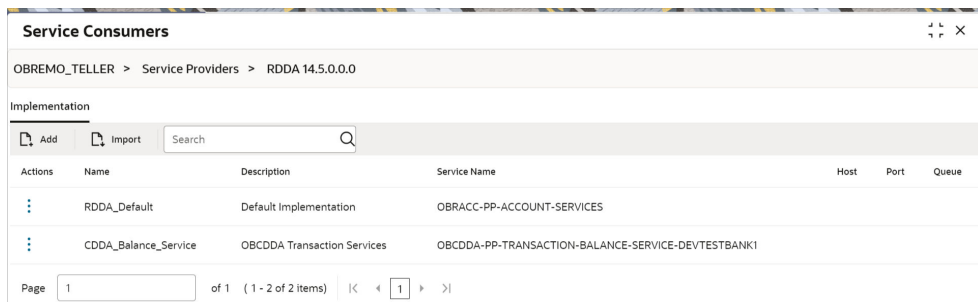 Service Consumers
OBREMO_TELLER > Service Providers > RDDA 14.5.0.0.0
Implementation
Add Import Search
Actions Name Description Service Name Host Port Queue
RDDA_Default Default Implementation OBRACC-PP-ACCOUNT-SERVICES
CDDA_Balance_Service OBCDDA Transaction Services OBCDDA-PP-TRANSACTION-BALANCE-SERVICE-DEVTESTBANK1
Page 1 of 1 (1 - 2 of 2 items) 1